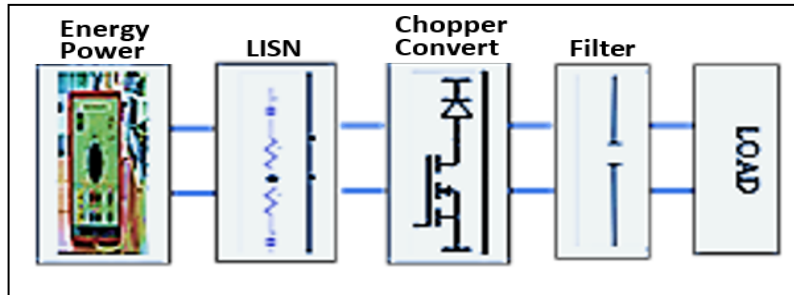 Energy
Power
LISN
Chopper
Convert
Filter
LOAD